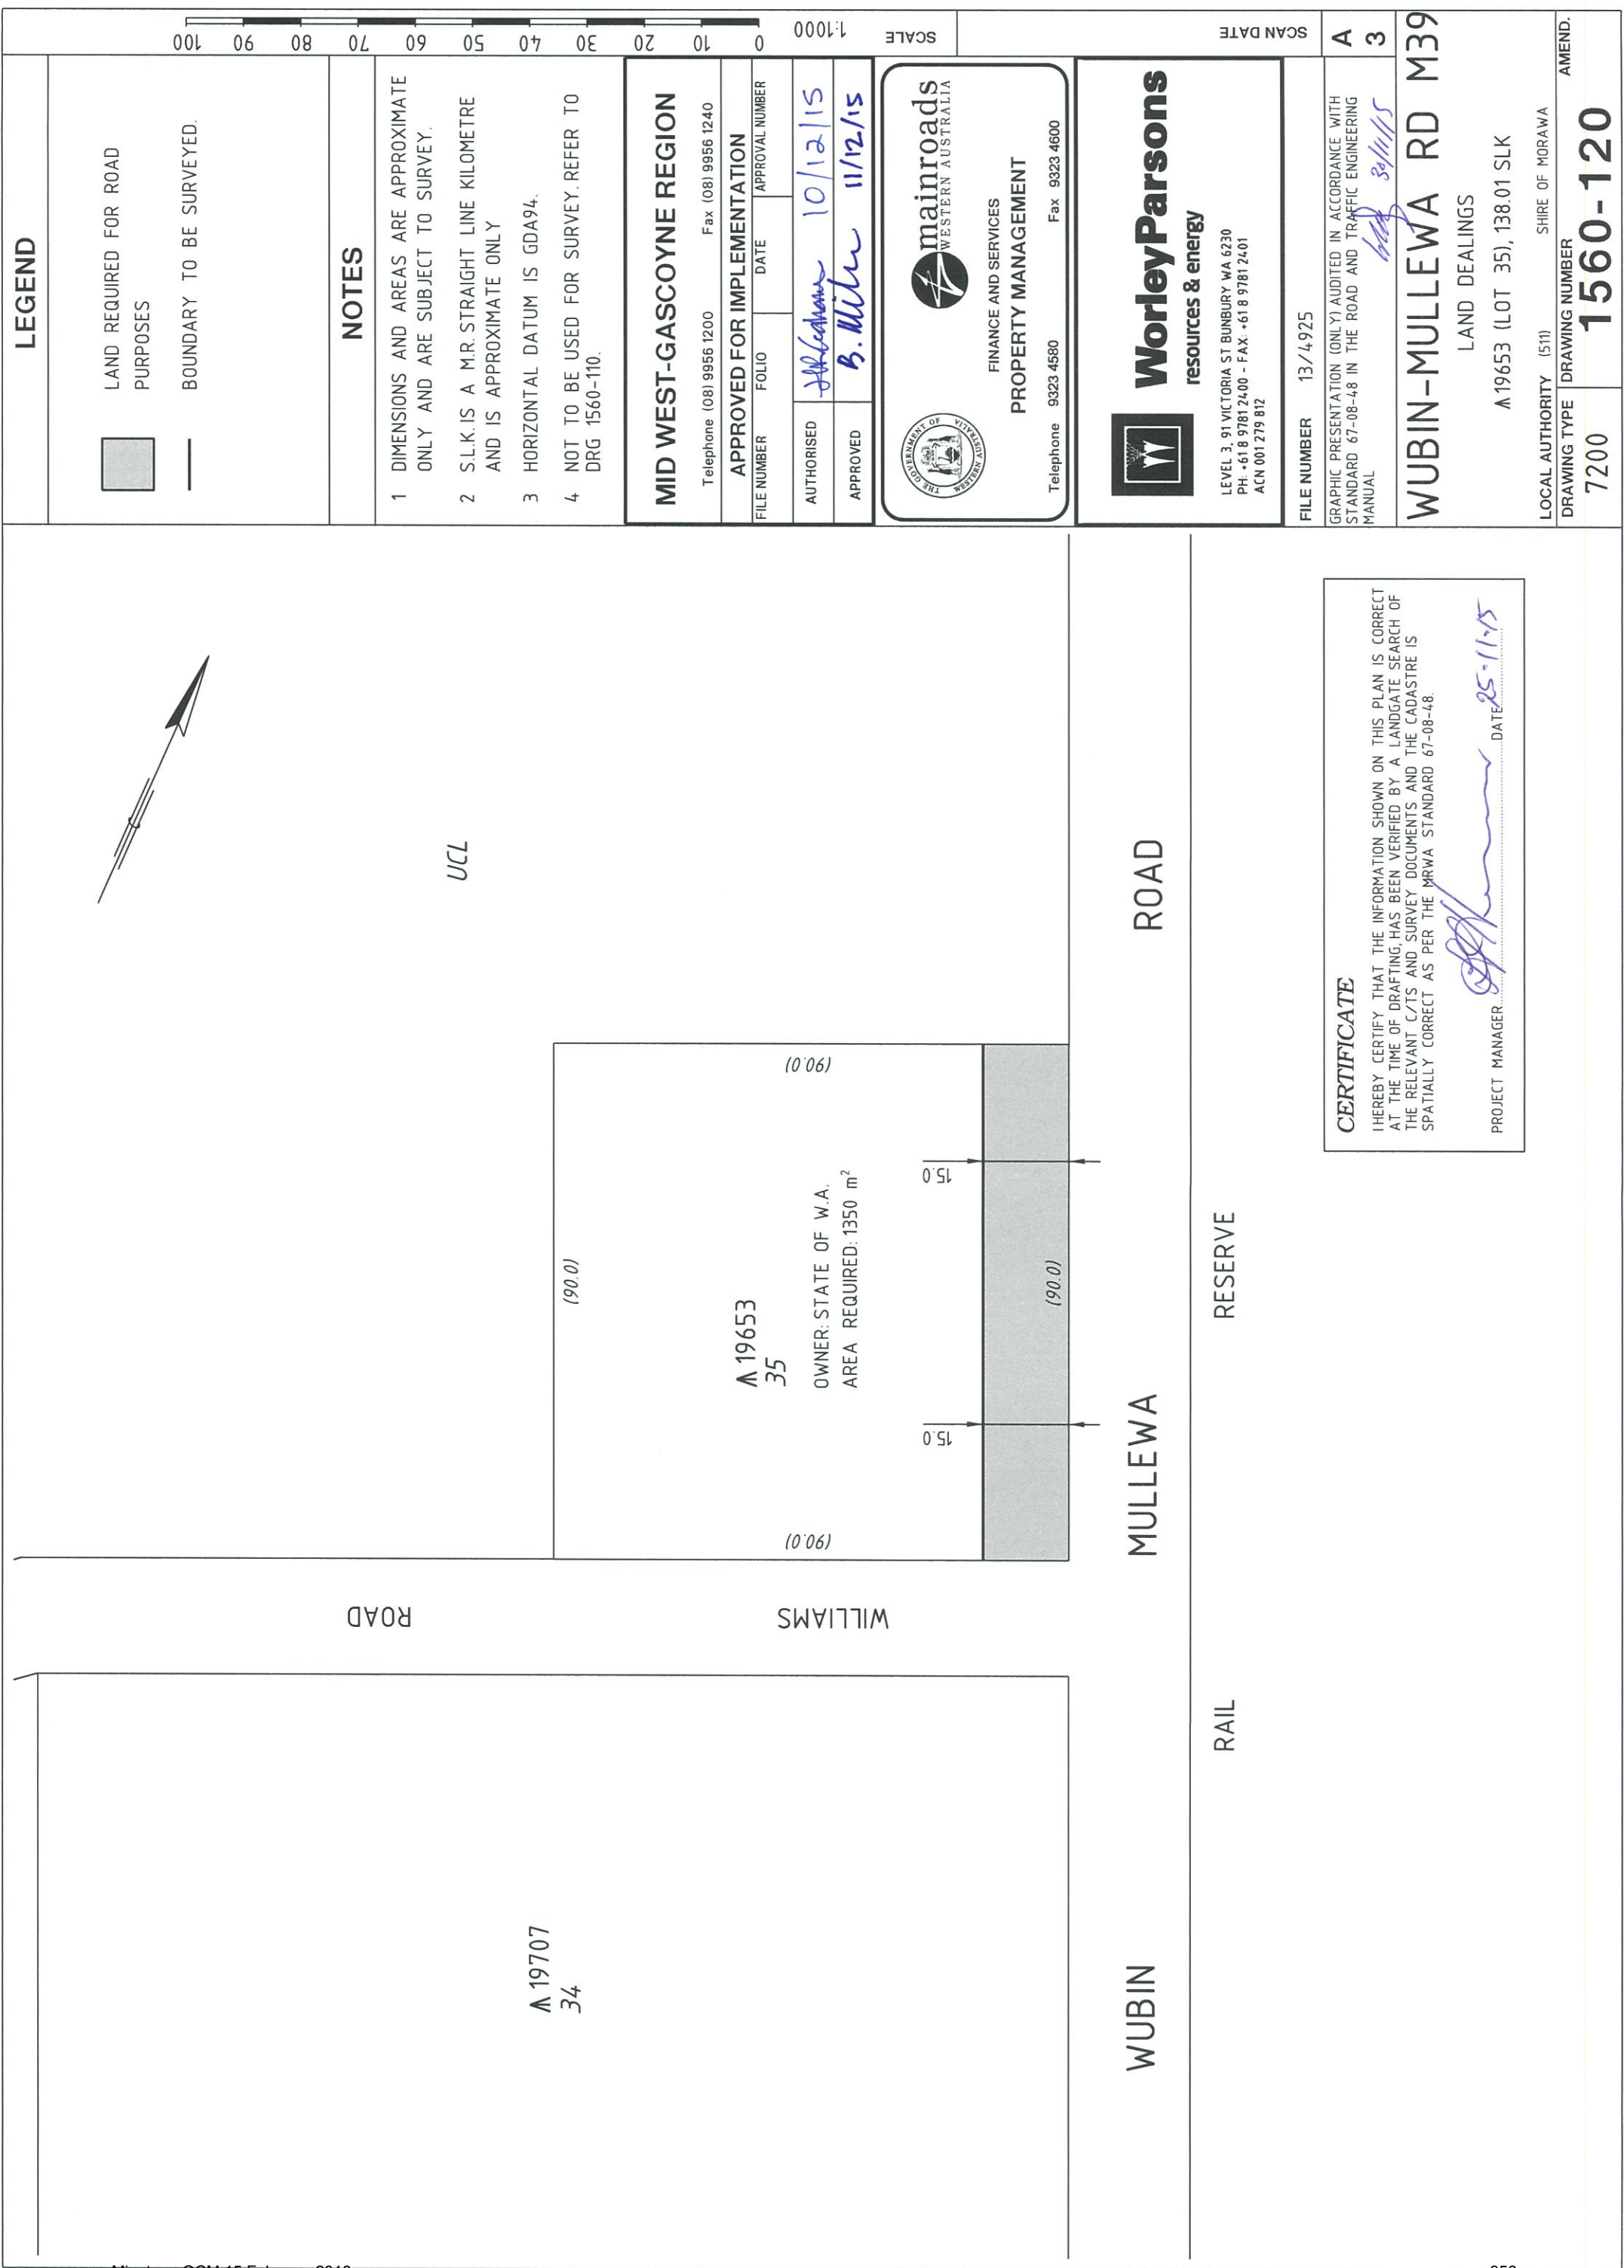 LEGEND
LAND REQUIRED FOR ROAD
PURPOSES
BOUNDARY TO BE SURVEYED.
NOTES
1 DIMENSIONS AND AREAS ARE APPROXIMATE
ONLY AND ARE SUBJECT TO SURVEY.
2 S.L.K. IS A M.R. STRAIGHT LINE KILOMETRE
AND IS APPROXIMATE ONLY
3 HORIZONTAL DATUM IS GDA94.
4 NOT TO BE USED FOR SURVEY. REFER TO
DRG 1560-110.
MID WEST-GASCOYNE REGION
Telephone (08) 9956 1200 Fax (08) 9956 1240
APPROVED FOR IMPLEMENTATION
FILE NUMBER FOLIO DATE APPROVAL NUMBER
AUTHORISED 10/12/15
APPROVED B. 11/12/15
THE GOVERNMENT OF
WESTERN AUSTRALIA
mainroads
WESTERN AUSTRALIA
FINANCE AND SERVICES
PROPERTY MANAGEMENT
Telephone 9323 4580 Fax 9323 4600
WorleyParsons
resources & energy
LEVEL 3, 91 VICTORIA ST BUNBURY WA 6230
PH: +61 8 9781 2400 - FAX: +61 8 9781 2401
ACN 001 279 812
FILE NUMBER 13/4925
GRAPHIC PRESENTATION (ONLY) AUDITED IN ACCORDANCE WITH
STANDARD 67-08-48 IN THE ROAD AND TRAFFIC ENGINEERING
MANUAL 30/11/15
WUBIN-MULLEWA RD M39
LAND DEALINGS
19653 (LOT 35), 138.01 SLK
LOCAL AUTHORITY (511) SHIRE OF MORAWA
DRAWING TYPE DRAWING NUMBER AMEND.
7200 1560-120
100 90 80 70 60 50 40 30 20 10 0
1:1000
SCALE
SCAN DATE
A
3
UCL
(90.0)
(90.0)
(90.0)
19653
35
OWNER: STATE OF W.A.
AREA REQUIRED: 1350 m²
15.0
15.0
(90.0)
WILLIAMS ROAD
19707
34
WUBIN MULLEWA ROAD
RAIL RESERVE
CERTIFICATE
I HEREBY CERTIFY THAT THE INFORMATION SHOWN ON THIS PLAN IS CORRECT
AT THE TIME OF DRAFTING, HAS BEEN VERIFIED BY A LANDGATE SEARCH OF
THE RELEVANT C/TS AND SURVEY DOCUMENTS AND THE CADASTRE IS
SPATIALLY CORRECT AS PER THE MRWA STANDARD 67-08-48.
PROJECT MANAGER DATE 25-11-15